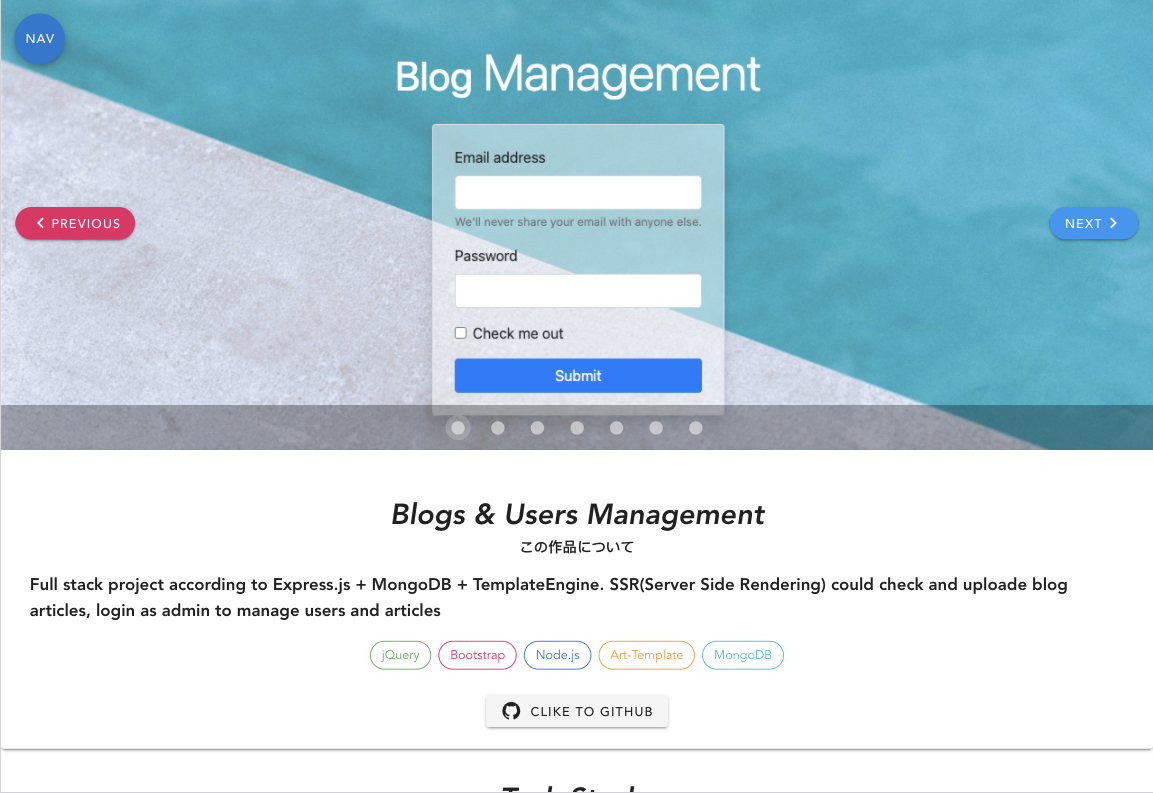 NAV
Blog Management
Email address
We'll never share your email with anyone else.
PREVIOUS
NEXT
Password
Check me out
Submit
Blogs & Users Management
この作品について
Full stack project according to Express.js + MongoDB + TemplateEngine. SSR(Server Side Rendering) could check and uploade blog
articles, login as admin to manage users and articles
jQuery Bootstrap Node.js Art-Template MongoDB
CLIKE TO GITHUB